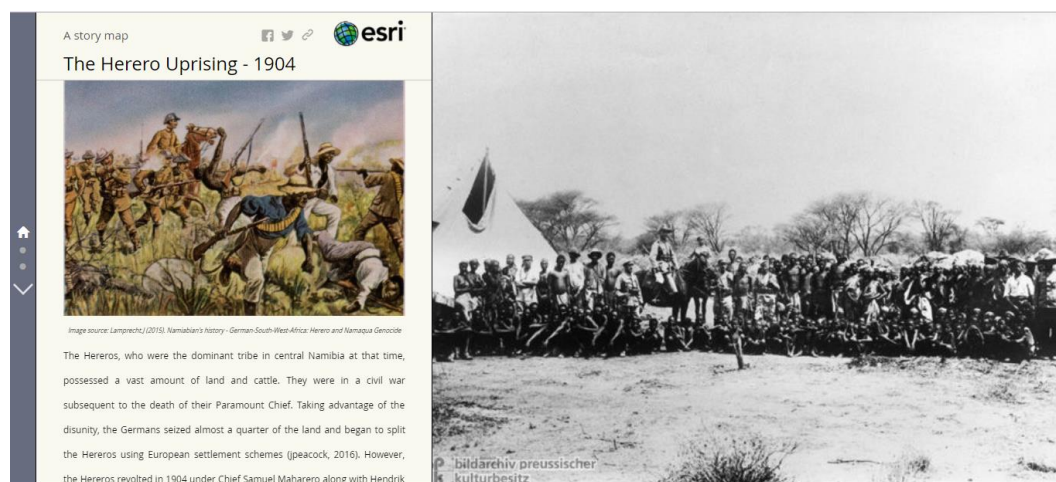 A story map
esri
The Herero Uprising - 1904
Image source: Lamprecht,J (2015). Namiabian's history - German-South-West-Africa: Herero and Namaqua Genocide
The Hereros, who were the dominant tribe in central Namibia at that time,
possessed a vast amount of land and cattle. They were in a civil war
subsequent to the death of their Paramount Chief. Taking advantage of the
disunity, the Germans seized almost a quarter of the land and began to split
the Hereros using European settlement schemes (jpeacock, 2016). However,
the Hereros revolted in 1904 under Chief Samuel Maharero along with Hendrik
bildarchiv preussischer
kulturbesitz